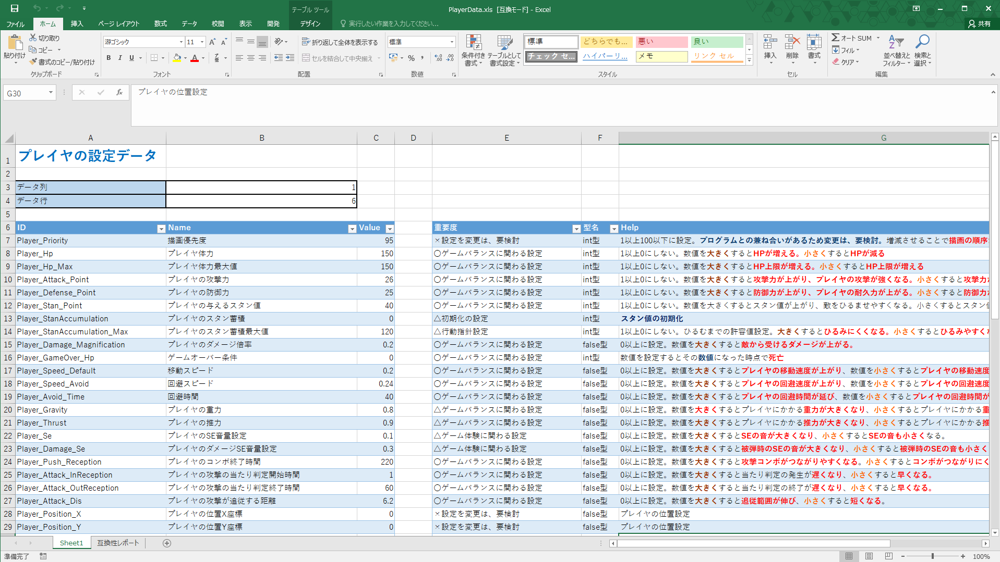 テーブル ツール
PlayerData.xls [互換モード] - Excel
ファイル ホーム 挿入 ページ レイアウト 数式 データ 校閲 表示 開発 デザイン 実行したい作業を入力してください... 共有
貼り付け 切り取り コピー 書式のコピー/貼り付け
クリップボード
游ゴシック 11
B I U
フォント
折り返して全体を表示する
セルを結合して中央揃え
配置
標準
%
数値
条件付き書式 テーブルとして書式設定
標準 どちらでも... 悪い 良い
チェック セ... ハイパーリ... メモ リンク セル
スタイル
挿入 削除 書式
セル
オート SUM
フィル
クリア
並べ替えとフィルター 検索と選択
編集
G30 fx プレイヤの位置設定
A B C D E F G
1 プレイヤの設定データ
2
3 データ列 1
4 データ行 6
5
6 ID Name Value 重要度 型名 Help
7 Player_Priority 描画優先度 95 ×設定を変更は、要検討 int型 1以上100以下に設定。プログラムとの兼ね合いがあるため変更は、要検討。増減させることで描画の順序
8 Player_Hp プレイヤ体力 150 〇ゲームバランスに関わる設定 int型 1以上0にしない。数値を大きくするとHPが増える。小さくするとHPが減る
9 Player_Hp_Max プレイヤ体力最大値 150 〇ゲームバランスに関わる設定 int型 1以上0にしない。数値を大きくするとHP上限が増える。小さくするとHP上限が増える
10 Player_Attack_Point プレイヤの攻撃力 26 〇ゲームバランスに関わる設定 int型 1以上0にしない。数値を大きくすると攻撃力が上がり、プレイヤの攻撃が強くなる。小さくすると攻撃力
11 Player_Defense_Point プレイヤの防御力 25 〇ゲームバランスに関わる設定 int型 1以上0にしない。数値を大きくすると防御力が上がり、プレイヤの耐久力が上がる。小さくすると防御力
12 Player_Stan_Point プレイヤの与えるスタン値 40 〇ゲームバランスに関わる設定 int型 1以上0にしない。数値を大きくするとスタン値が上がり、敵をひるませやすくなる。小さくするとスタン値
13 Player_StanAccumulation プレイヤのスタン蓄積 0 △初期化の設定 int型 スタン値の初期化
14 Player_StanAccumulation_Max プレイヤのスタン蓄積最大値 120 △行動指針設定 int型 1以上0にしない。ひるむまでの許容値設定。大きくするとひるみにくくなる。小さくするとひるみやすくな
15 Player_Damage_Magnification プレイヤのダメージ倍率 0.2 〇ゲームバランスに関わる設定 false型 0以上に設定。数値を大きくすると敵から受けるダメージが上がる。
16 Player_GameOver_Hp ゲームオーバー条件 0 〇ゲームバランスに関わる設定 int型 数値を設定するとその数値になった時点で死亡
17 Player_Speed_Default 移動スピード 0.2 〇ゲームバランスに関わる設定 false型 0以上に設定。数値を大きくするとプレイヤの移動速度が上がり、数値を小さくするとプレイヤの移動速度
18 Player_Speed_Avoid 回避スピード 0.24 〇ゲームバランスに関わる設定 false型 0以上に設定。数値を大きくするとプレイヤの回避速度が上がり、数値を小さくするとプレイヤの回避速度
19 Player_Avoid_Time 回避時間 40 〇ゲームバランスに関わる設定 false型 0以上に設定。数値を大きくするとプレイヤの回避時間が延び、数値を小さくするとプレイヤの回避時間が
20 Player_Gravity プレイヤの重力 0.8 △ゲームバランスに関わる設定 false型 0以上に設定。数値を大きくするとプレイヤにかかる重力が大きくなり、小さくするとプレイヤにかかる重
21 Player_Thrust プレイヤの推力 0.9 △ゲームバランスに関わる設定 false型 0以上に設定。数値を大きくするとプレイヤにかかる推力が大きくなり、小さくするとプレイヤにかかる推
22 Player_Se プレイヤのSE音量設定 0.1 △ゲーム体験に関わる設定 false型 0以上に設定。数値を大きくするとSEの音が大きくなり、小さくするとSEの音も小さくなる。
23 Player_Damage_Se プレイヤのダメージSE音量設定 0.3 △ゲーム体験に関わる設定 false型 0以上に設定。数値を大きくすると被弾時のSEの音が大きくなり、小さくすると被弾時のSEの音も小さく
24 Player_Push_Reception プレイヤのコンボ終了時間 220 〇ゲームバランスに関わる設定 false型 0以上に設定。数値を大きくすると攻撃コンボがつながりやすくなる。小さくするとコンボがつながりにく
25 Player_Attack_InReception プレイヤの攻撃の当たり判定開始時間 1 〇ゲームバランスに関わる設定 false型 0以上に設定。数値を大きくすると当たり判定の発生が遅くなり、小さくすると早くなる。
26 Player_Attack_OutReception プレイヤの攻撃の当たり判定終了時間 60 〇ゲームバランスに関わる設定 false型 0以上に設定。数値を大きくすると当たり判定の終了が遅くなり、小さくすると早くなる。
27 Player_Attack_Dis プレイヤの攻撃が追従する距離 6.2 〇ゲームバランスに関わる設定 false型 0以上に設定。数値を大きくすると追従範囲が伸び、小さくすると短くなる。
28 Player_Position_X プレイヤの位置X座標 0 ×設定を変更は、要検討 false型 プレイヤの位置設定
29 Player_Position_Y プレイヤの位置Y座標 0 ×設定を変更は、要検討 false型 プレイヤの位置設定
Sheet1 互換性レポート
準備完了 100%